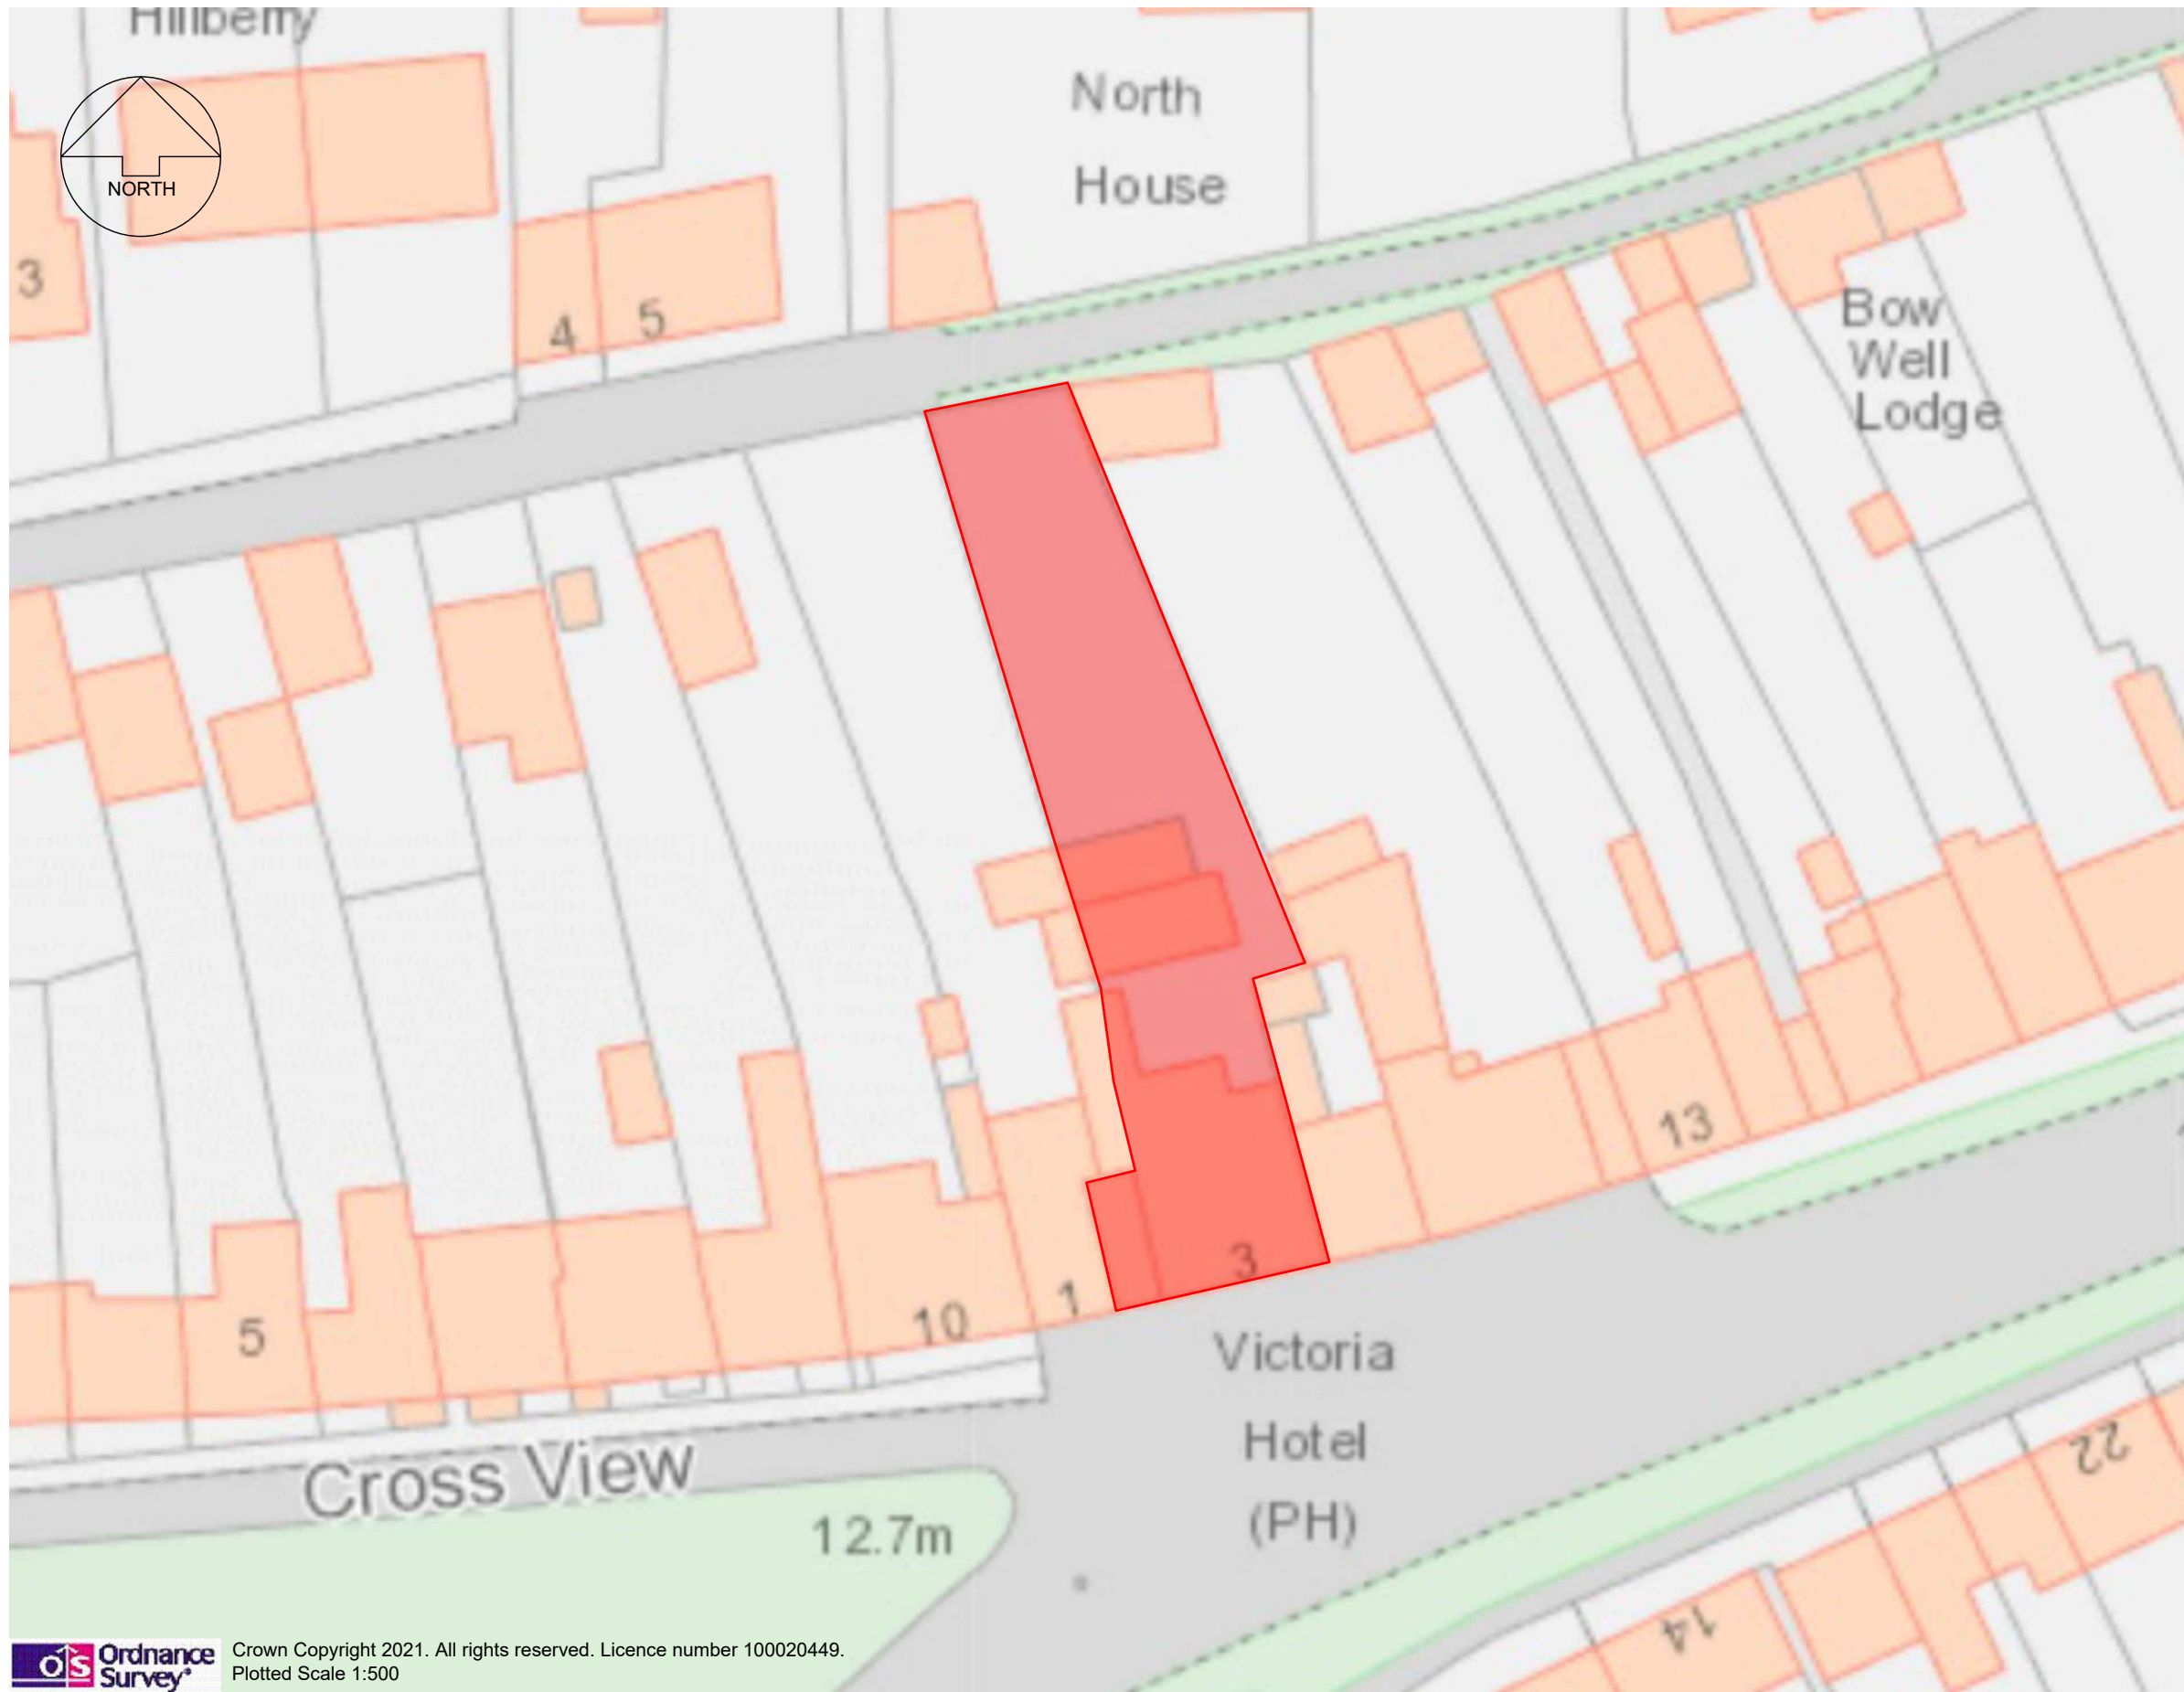 Hillberry
NORTH
North
House
3
4
5
Bow
Well
Lodge
13
3
1
10
5
Victoria
Hotel
(PH)
Cross View
12.7m
22
14
Ordnance
Survey
Crown Copyright 2021. All rights reserved. Licence number 100020449.
Plotted Scale 1:500